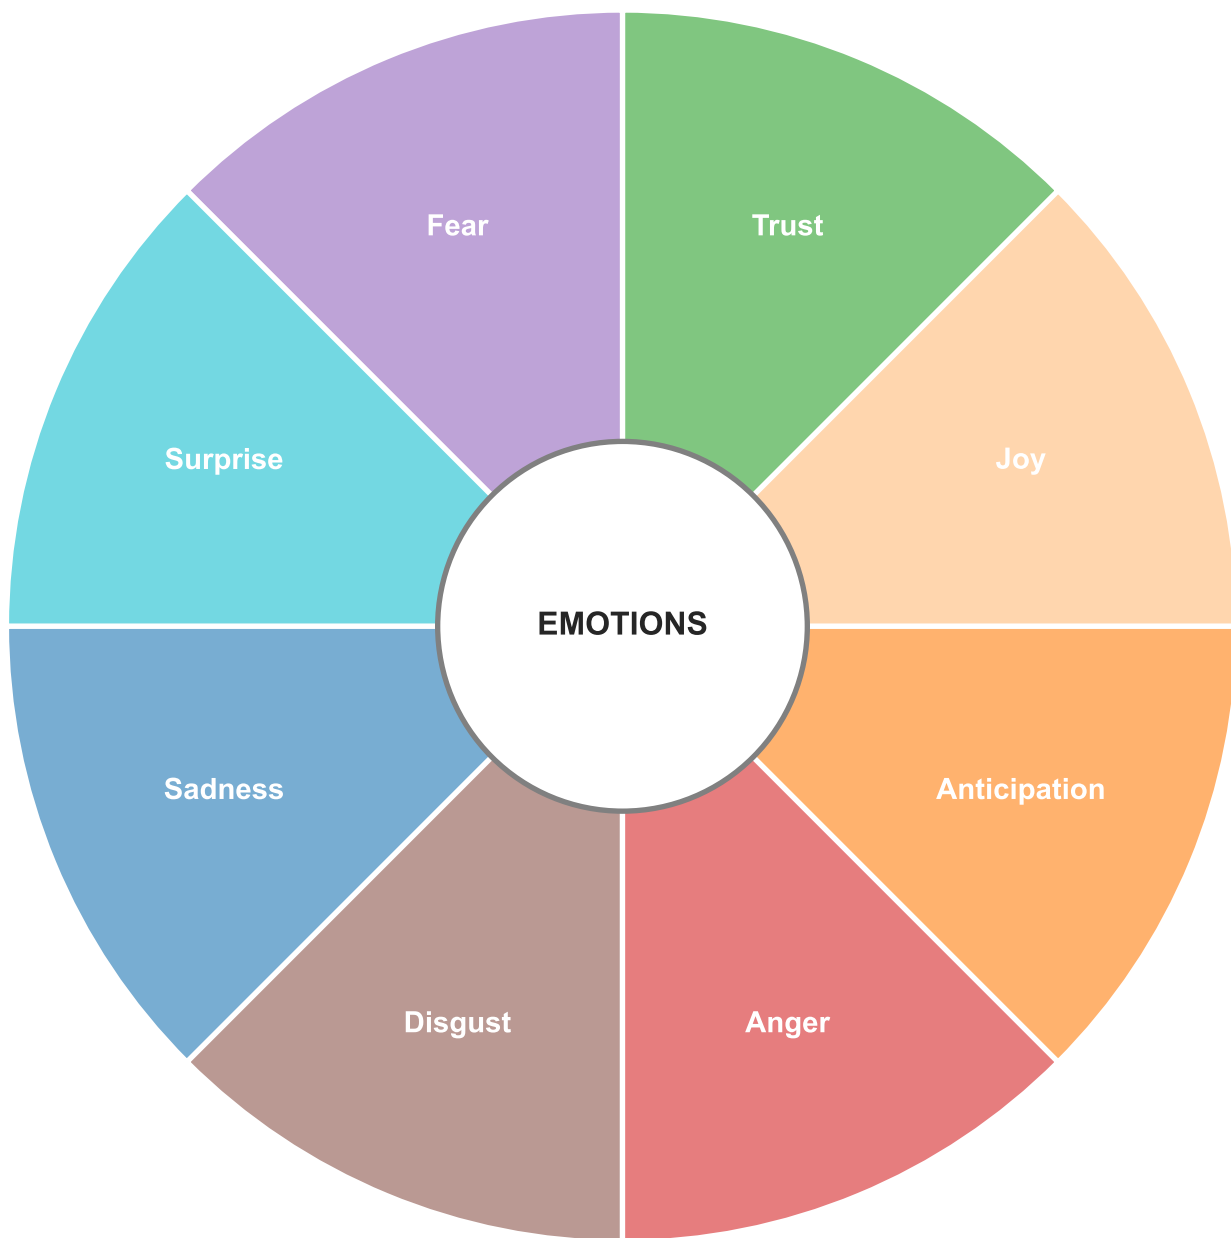 Fear
Trust
Surprise
Joy
EMOTIONS
Sadness
Anticipation
Disgust
Anger